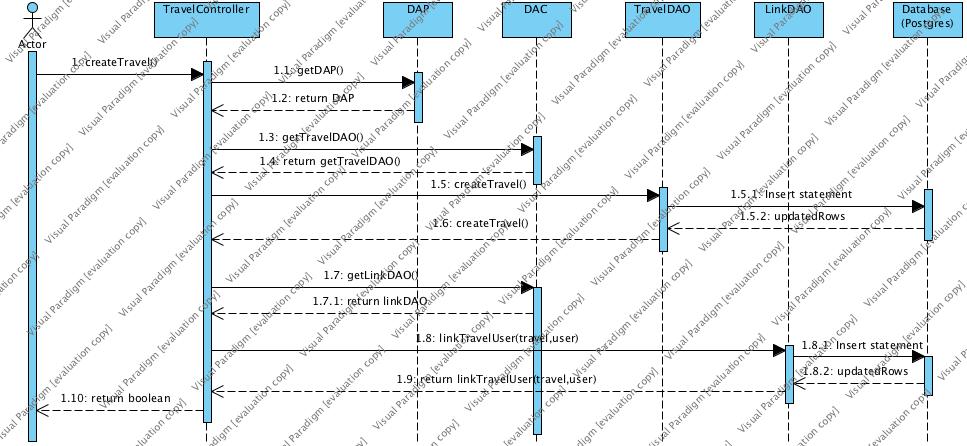 TravelController
DAP
DAC
TravelDAO
LinkDAO
Database
(Postgres)
Actor
1: createTravel()
1.1: getDAP()
1.2: return DAP
1.3: getTravelDAO()
1.4: return getTravelDAO()
1.5: createTravel()
1.5.1: Insert statement
1.5.2: updatedRows
1.6: createTravel()
1.7: getLinkDAO()
1.7.1: return linkDAO
1.8: linkTravelUser(travel,user)
1.8.1: Insert statement
1.8.2: updatedRows
1.9: return linkTravelUser(travel,user)
1.10: return boolean
Visual Paradigm [evaluation copy]